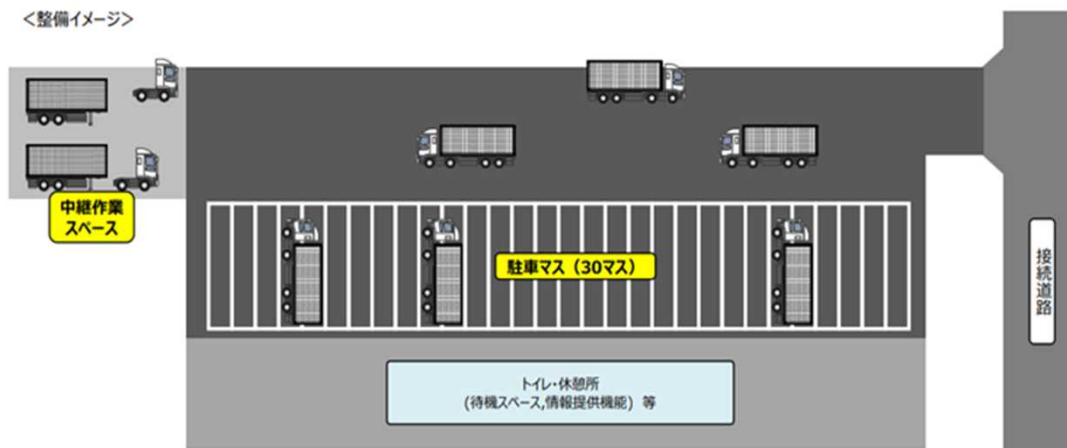 ＜整備イメージ＞
中継作業
スペース
駐車マス（30マス）
接続道路
トイレ・休憩所
(待機スペース,情報提供機能) 等